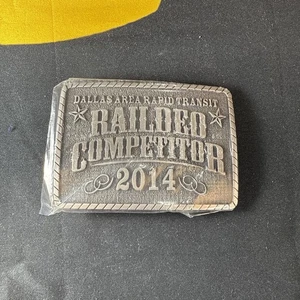 DALLAS AREA RAPID TRANSIT
RAILDEO
COMPETITOR
2014